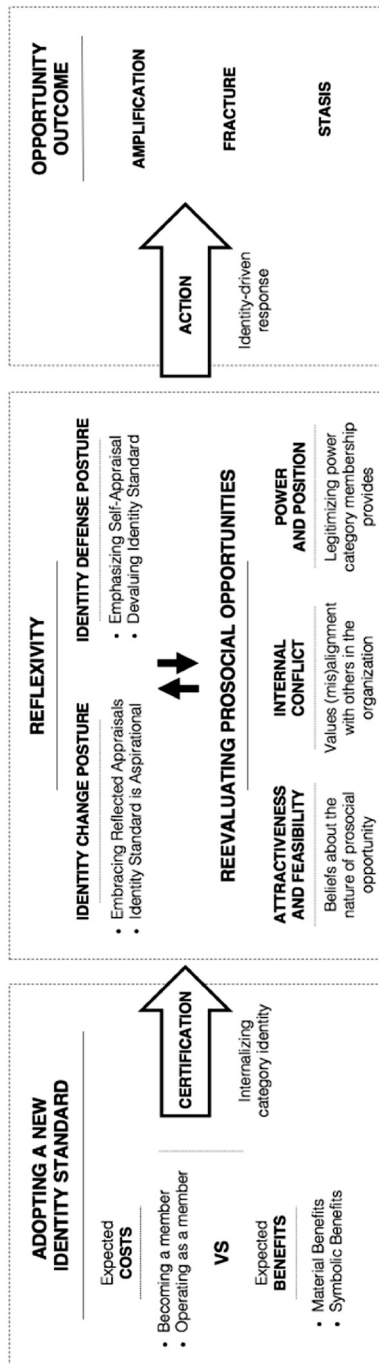 ADOPTING A NEW
IDENTITY STANDARD
Expected
COSTS
• Becoming a member
• Operating as a member
VS
Expected
BENEFITS
• Material Benefits
• Symbolic Benefits
CERTIFICATION
Internalizing
category identity
REFLEXIVITY
IDENTITY CHANGE POSTURE
• Embracing Reflected Appraisals
• Identity Standard is Aspirational
IDENTITY DEFENSE POSTURE
• Emphasizing Self-Appraisal
• Devaluing Identity Standard
REEVALUATING PROSOCIAL OPPORTUNITIES
ATTRACTIVENESS
AND FEASIBILITY
Beliefs about the
nature of prosocial
opportunity
INTERNAL
CONFLICT
Values (mis)alignment
with others in the
organization
POWER
AND POSITION
Legitimizing power
category membership
provides
ACTION
Identity-driven
response
OPPORTUNITY
OUTCOME
AMPLIFICATION
FRACTURE
STASIS